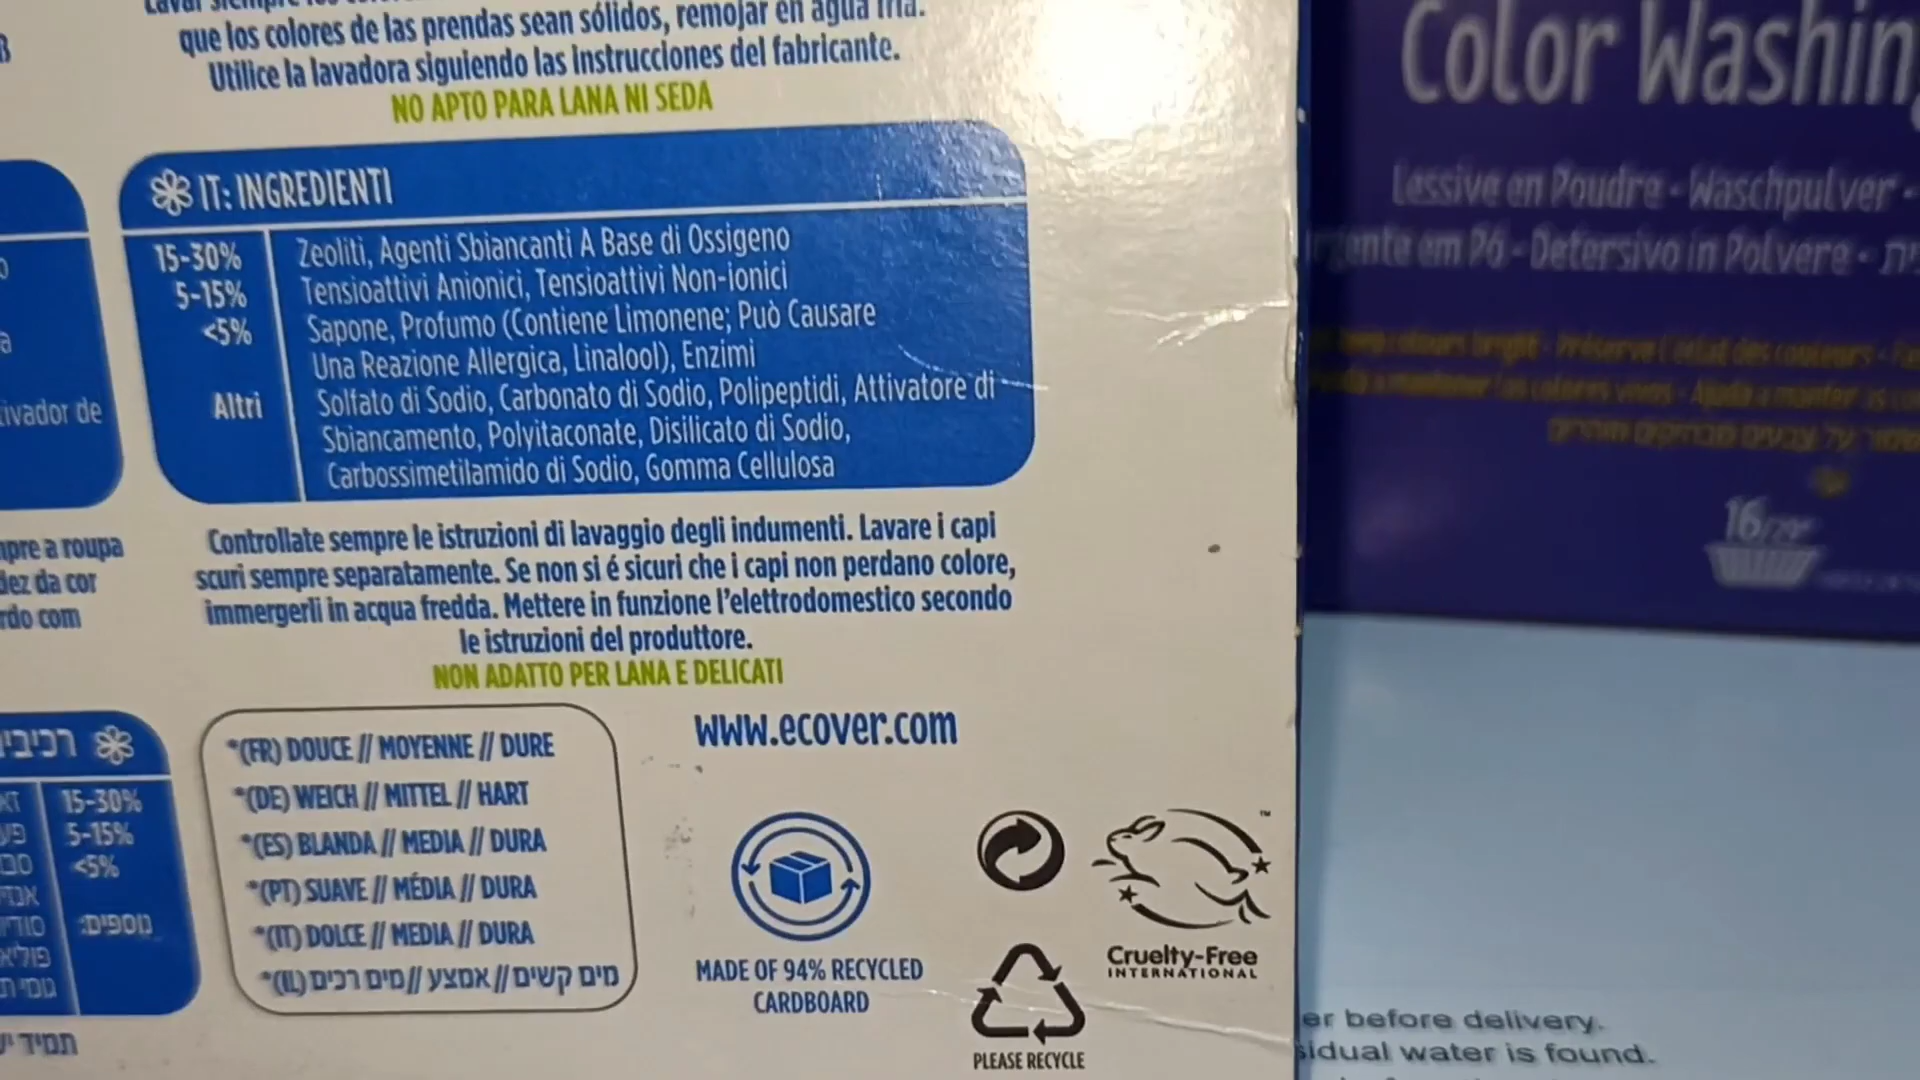 que los colores de las prendas sean sólidos, remojar en agua fría.
Utilice la lavadora siguiendo las instrucciones del fabricante.
NO APTO PARA LANA NI SEDA
IT: INGREDIENTI
15-30% Zeoliti, Agenti Sbiancanti A Base di Ossigeno
5-15% Tensioattivi Anionici, Tensioattivi Non-ionici
<5% Sapone, Profumo (Contiene Limonene; Può Causare
Una Reazione Allergica, Linalool), Enzimi
Altri Solfato di Sodio, Carbonato di Sodio, Polipeptidi, Attivatore di
Sbiancamento, Polyitaconate, Disilicato di Sodio,
Carbossimetilamido di Sodio, Gomma Cellulosa
Controllate sempre le istruzioni di lavaggio degli indumenti. Lavare i capi
scuri sempre separatamente. Se non si é sicuri che i capi non perdano colore,
immergerli in acqua fredda. Mettere in funzione l'elettrodomestico secondo
le istruzioni del produttore.
NON ADATTO PER LANA E DELICATI
de
a roupa
da cor
com
15-30%
5-15%
<5%
נוספים:
תמיד
*(FR) DOUCE // MOYENNE // DURE
*(DE) WEICH // MITTEL // HART
*(ES) BLANDA // MEDIA // DURA
*(PT) SUAVE // MÉDIA // DURA
*(IT) DOLCE // MEDIA // DURA
*(IL) מים רכים // אמצע // מים קשים
www.ecover.com
MADE OF 94% RECYCLED
CARDBOARD
PLEASE RECYCLE
Cruelty-Free
INTERNATIONAL
Color
Lessive en Poudre - Waschpulver -
em Pó - Detersivo in Polvere •
16
before delivery.
water is found.